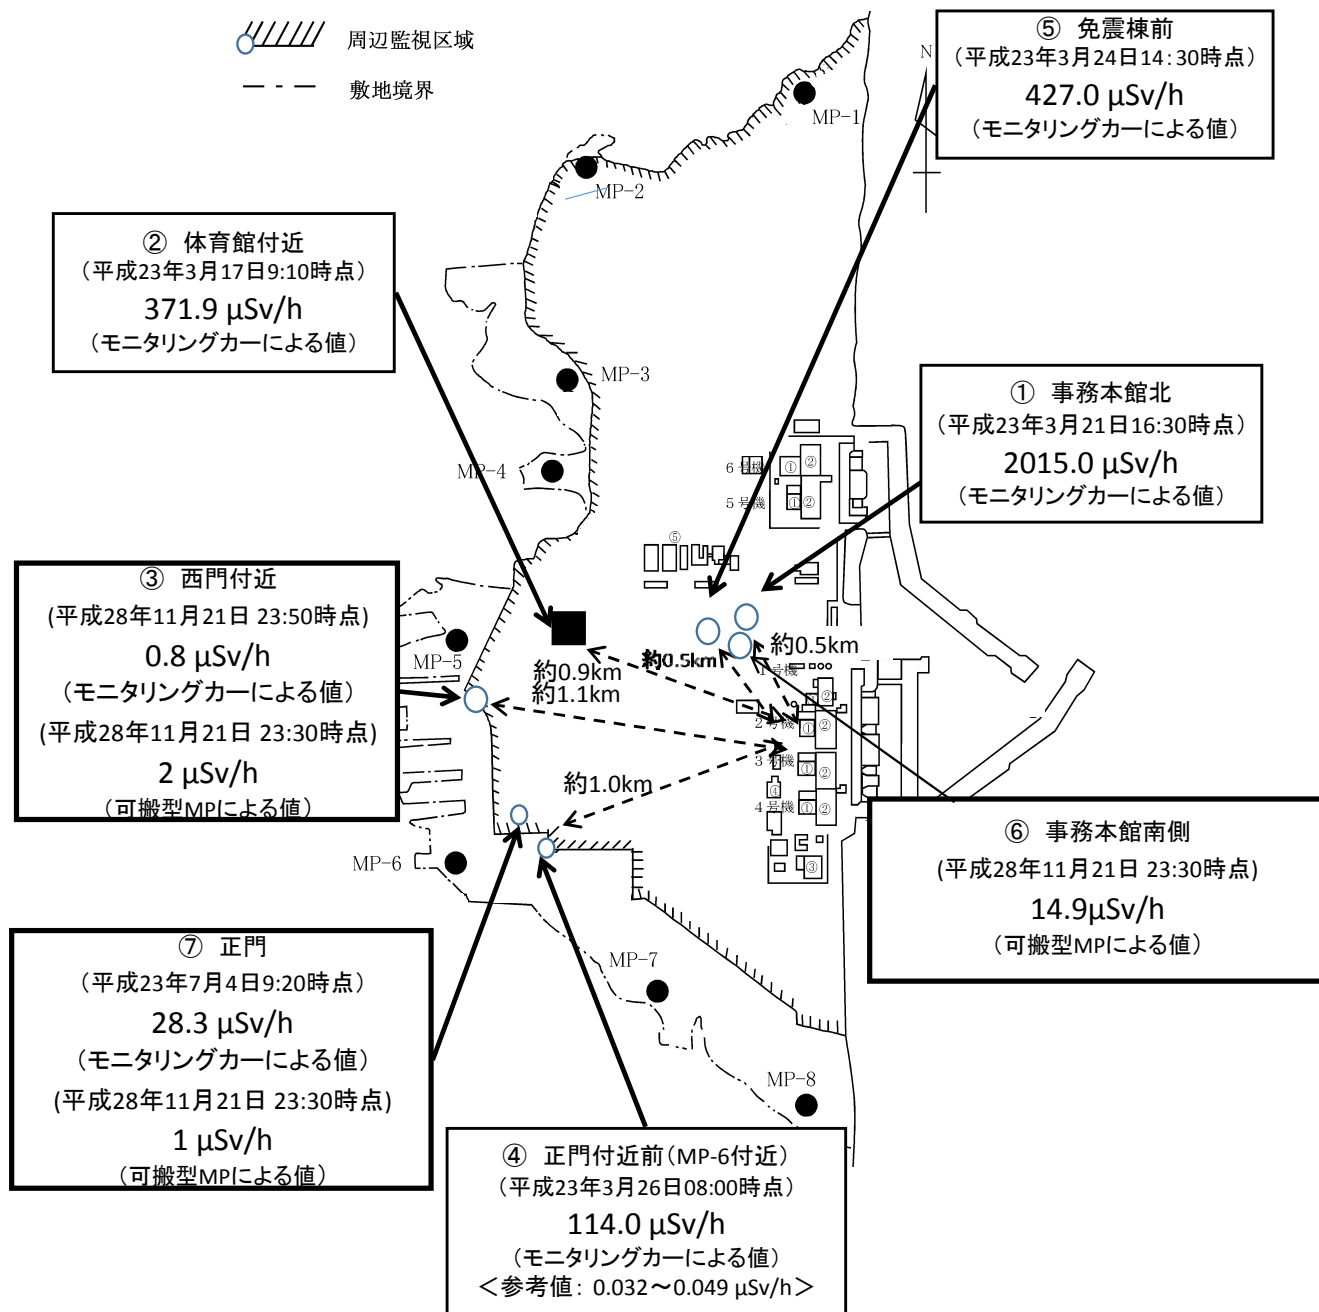 周辺監視区域
敷地境界
⑤ 免震棟前
（平成23年3月24日14:30時点）
427.0 μSv/h
（モニタリングカーによる値）
N
MP-1
MP-2
② 体育館付近
（平成23年3月17日9:10時点）
371.9 μSv/h
（モニタリングカーによる値）
MP-3
MP-4
① 事務本館北
（平成23年3月21日16:30時点）
2015.0 μSv/h
（モニタリングカーによる値）
6号機
①
②
5号機
①
②
⑤
③ 西門付近
(平成28年11月21日 23:50時点)
0.8 μSv/h
（モニタリングカーによる値）
(平成28年11月21日 23:30時点)
2 μSv/h
（可搬型MPによる値）
MP-5
約0.9km
約1.1km
約0.5km
約0.5km
1号機
②
2号機
①
②
3号機
①
②
④
4号機
①
②
③
約1.0km
MP-6
⑥ 事務本館南側
(平成28年11月21日 23:30時点)
14.9μSv/h
（可搬型MPによる値）
⑦ 正門
（平成23年7月4日9:20時点）
28.3 μSv/h
（モニタリングカーによる値）
(平成28年11月21日 23:30時点)
1 μSv/h
（可搬型MPによる値）
MP-7
MP-8
④ 正門付近前（MP-6付近）
（平成23年3月26日08:00時点）
114.0 μSv/h
（モニタリングカーによる値）
＜参考値: 0.032～0.049 μSv/h＞